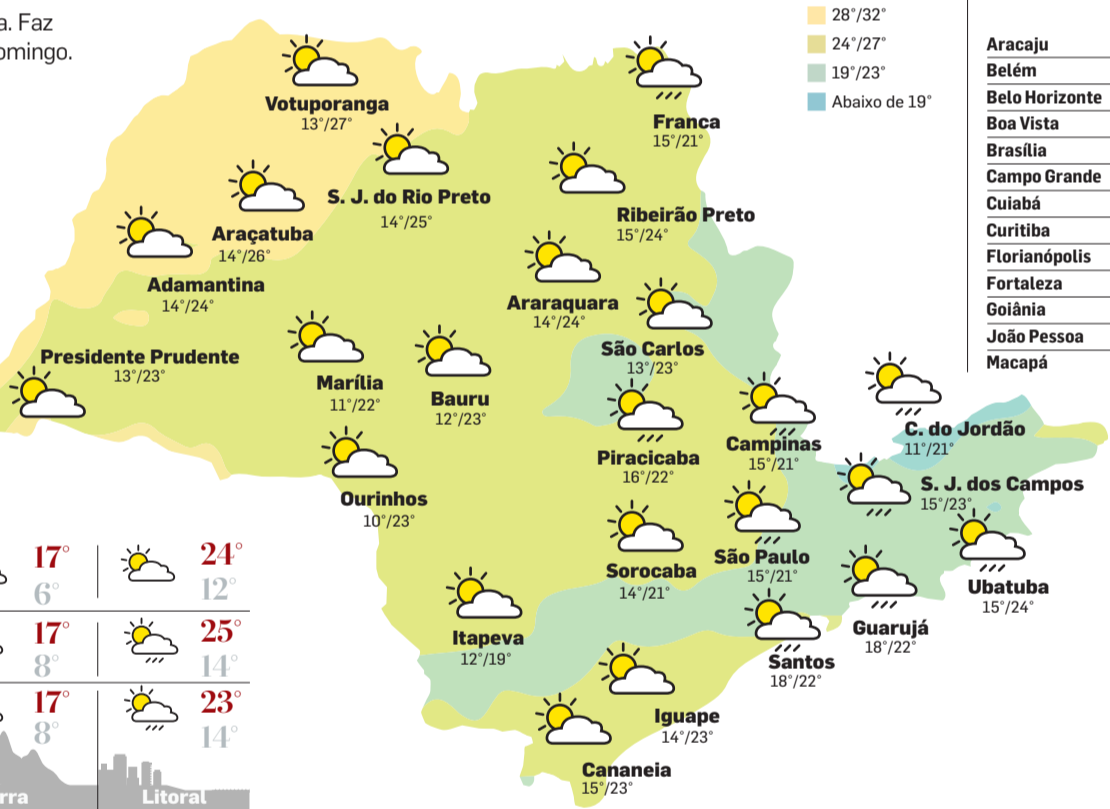 a. Faz
omingo.
28°/32°
24°/27°
19°/23°
Abaixo de 19°
Aracaju
Belém
Belo Horizonte
Boa Vista
Brasília
Campo Grande
Cuiabá
Curitiba
Florianópolis
Fortaleza
Goiânia
João Pessoa
Macapá
Votuporanga
13°/27°
Franca
15°/21°
S. J. do Rio Preto
14°/25°
Ribeirão Preto
15°/24°
Araçatuba
14°/26°
Adamantina
14°/24°
Araraquara
14°/24°
São Carlos
13°/23°
Presidente Prudente
13°/23°
Marília
11°/22°
Bauru
12°/23°
Piracicaba
16°/22°
Campinas
15°/21°
C. do Jordão
11°/21°
S. J. dos Campos
15°/23°
Ourinhos
10°/23°
São Paulo
15°/21°
Sorocaba
14°/21°
Ubatuba
15°/24°
Guarujá
18°/22°
Itapeva
12°/19°
Santos
18°/22°
Iguape
14°/23°
Cananeia
15°/23°
17°
6°
24°
12°
17°
8°
25°
14°
17°
8°
23°
14°
rra
Litoral